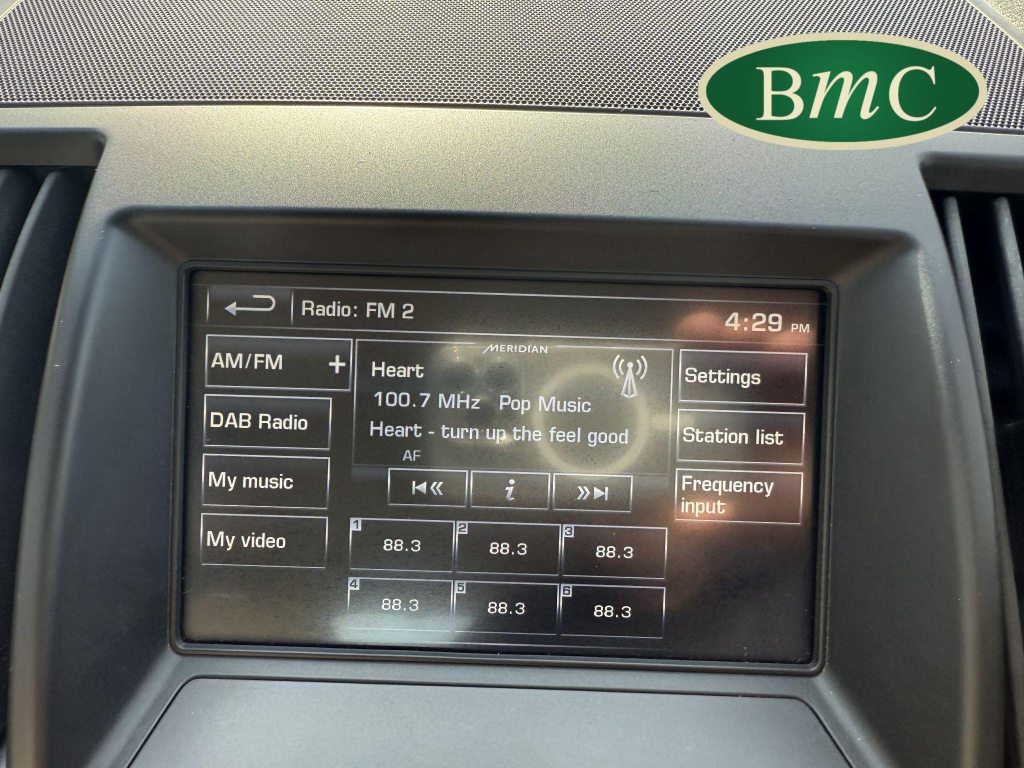 BmC
Radio: FM 2
4:29 PM
AM/FM +
MERIDIAN
Heart
100.7 MHz Pop Music
Heart - turn up the feel good
AF
Settings
DAB Radio
Station list
My music
i
Frequency
input
My video
1 88.3
2 88.3
3 88.3
4 88.3
5 88.3
6 88.3